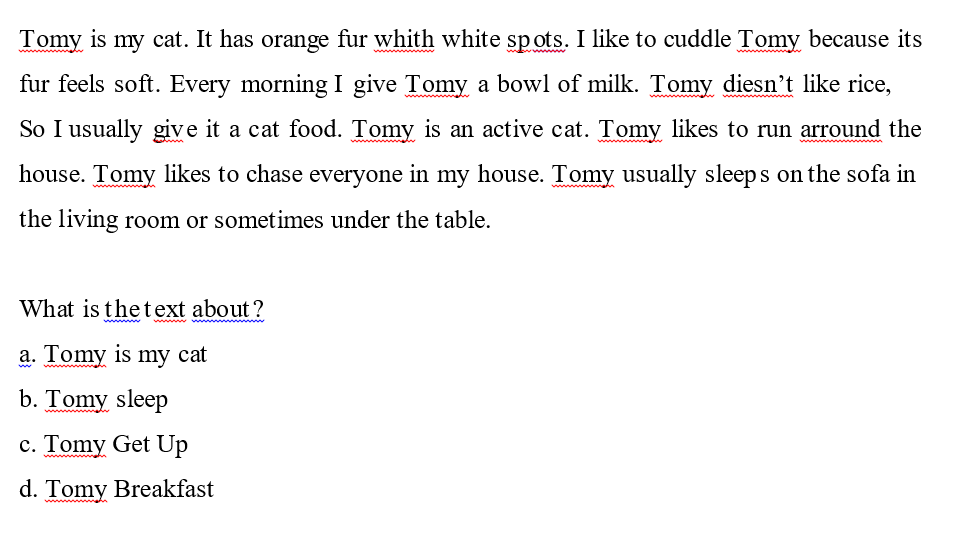 Tomy is my cat. It has orange fur whith white spots. I like to cuddle Tomy because its
fur feels soft. Every morning I give Tomy a bowl of milk. Tomy diesn’t like rice,
So I usually give it a cat food. Tomy is an active cat. Tomy likes to run arround the
house. Tomy likes to chase everyone in my house. Tomy usually sleeps on the sofa in
the living room or sometimes under the table.
What is the text about?
a. Tomy is my cat
b. Tomy sleep
c. Tomy Get Up
d. Tomy Breakfast